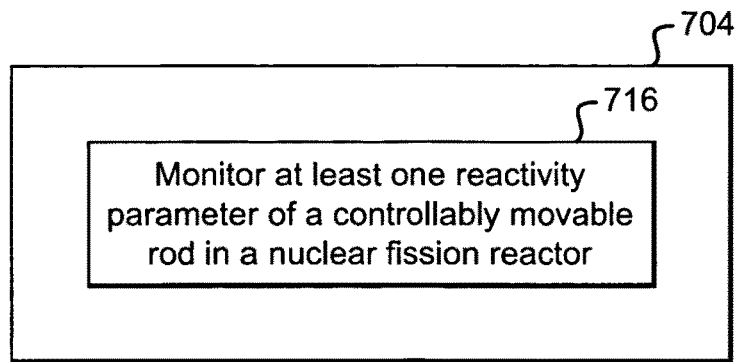 704
716
Monitor at least one reactivity
parameter of a controllably movable
rod in a nuclear fission reactor